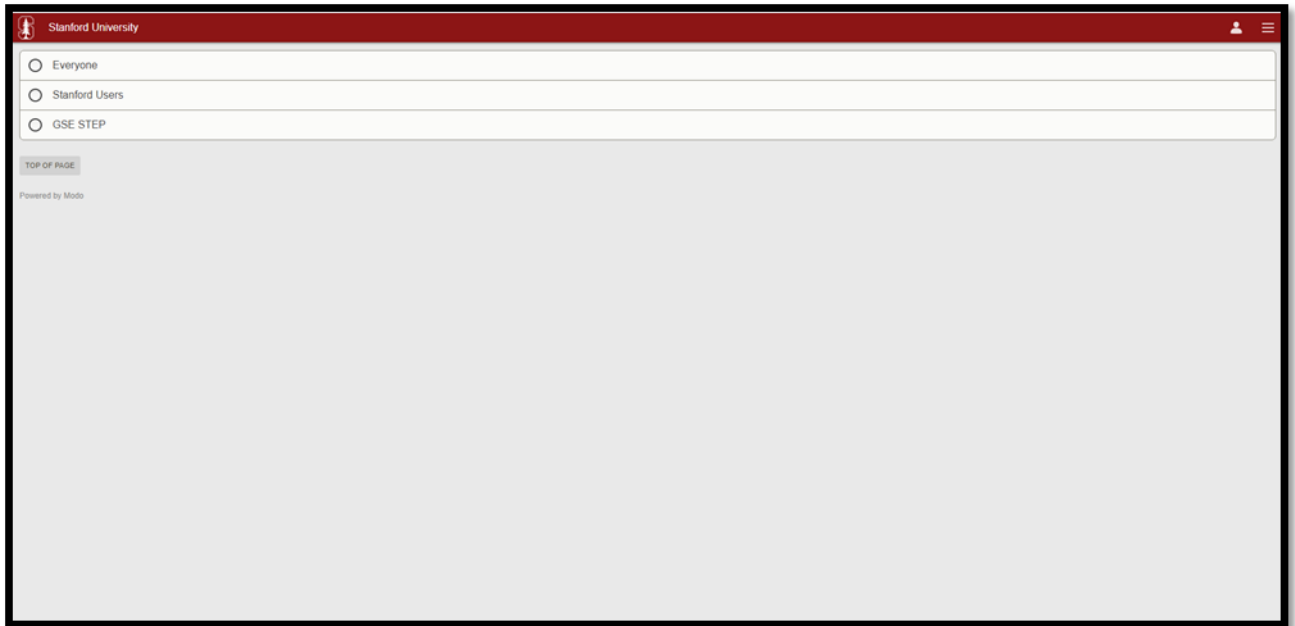 Stanford University
Everyone
Stanford Users
GSE STEP
TOP OF PAGE
Powered by Modo